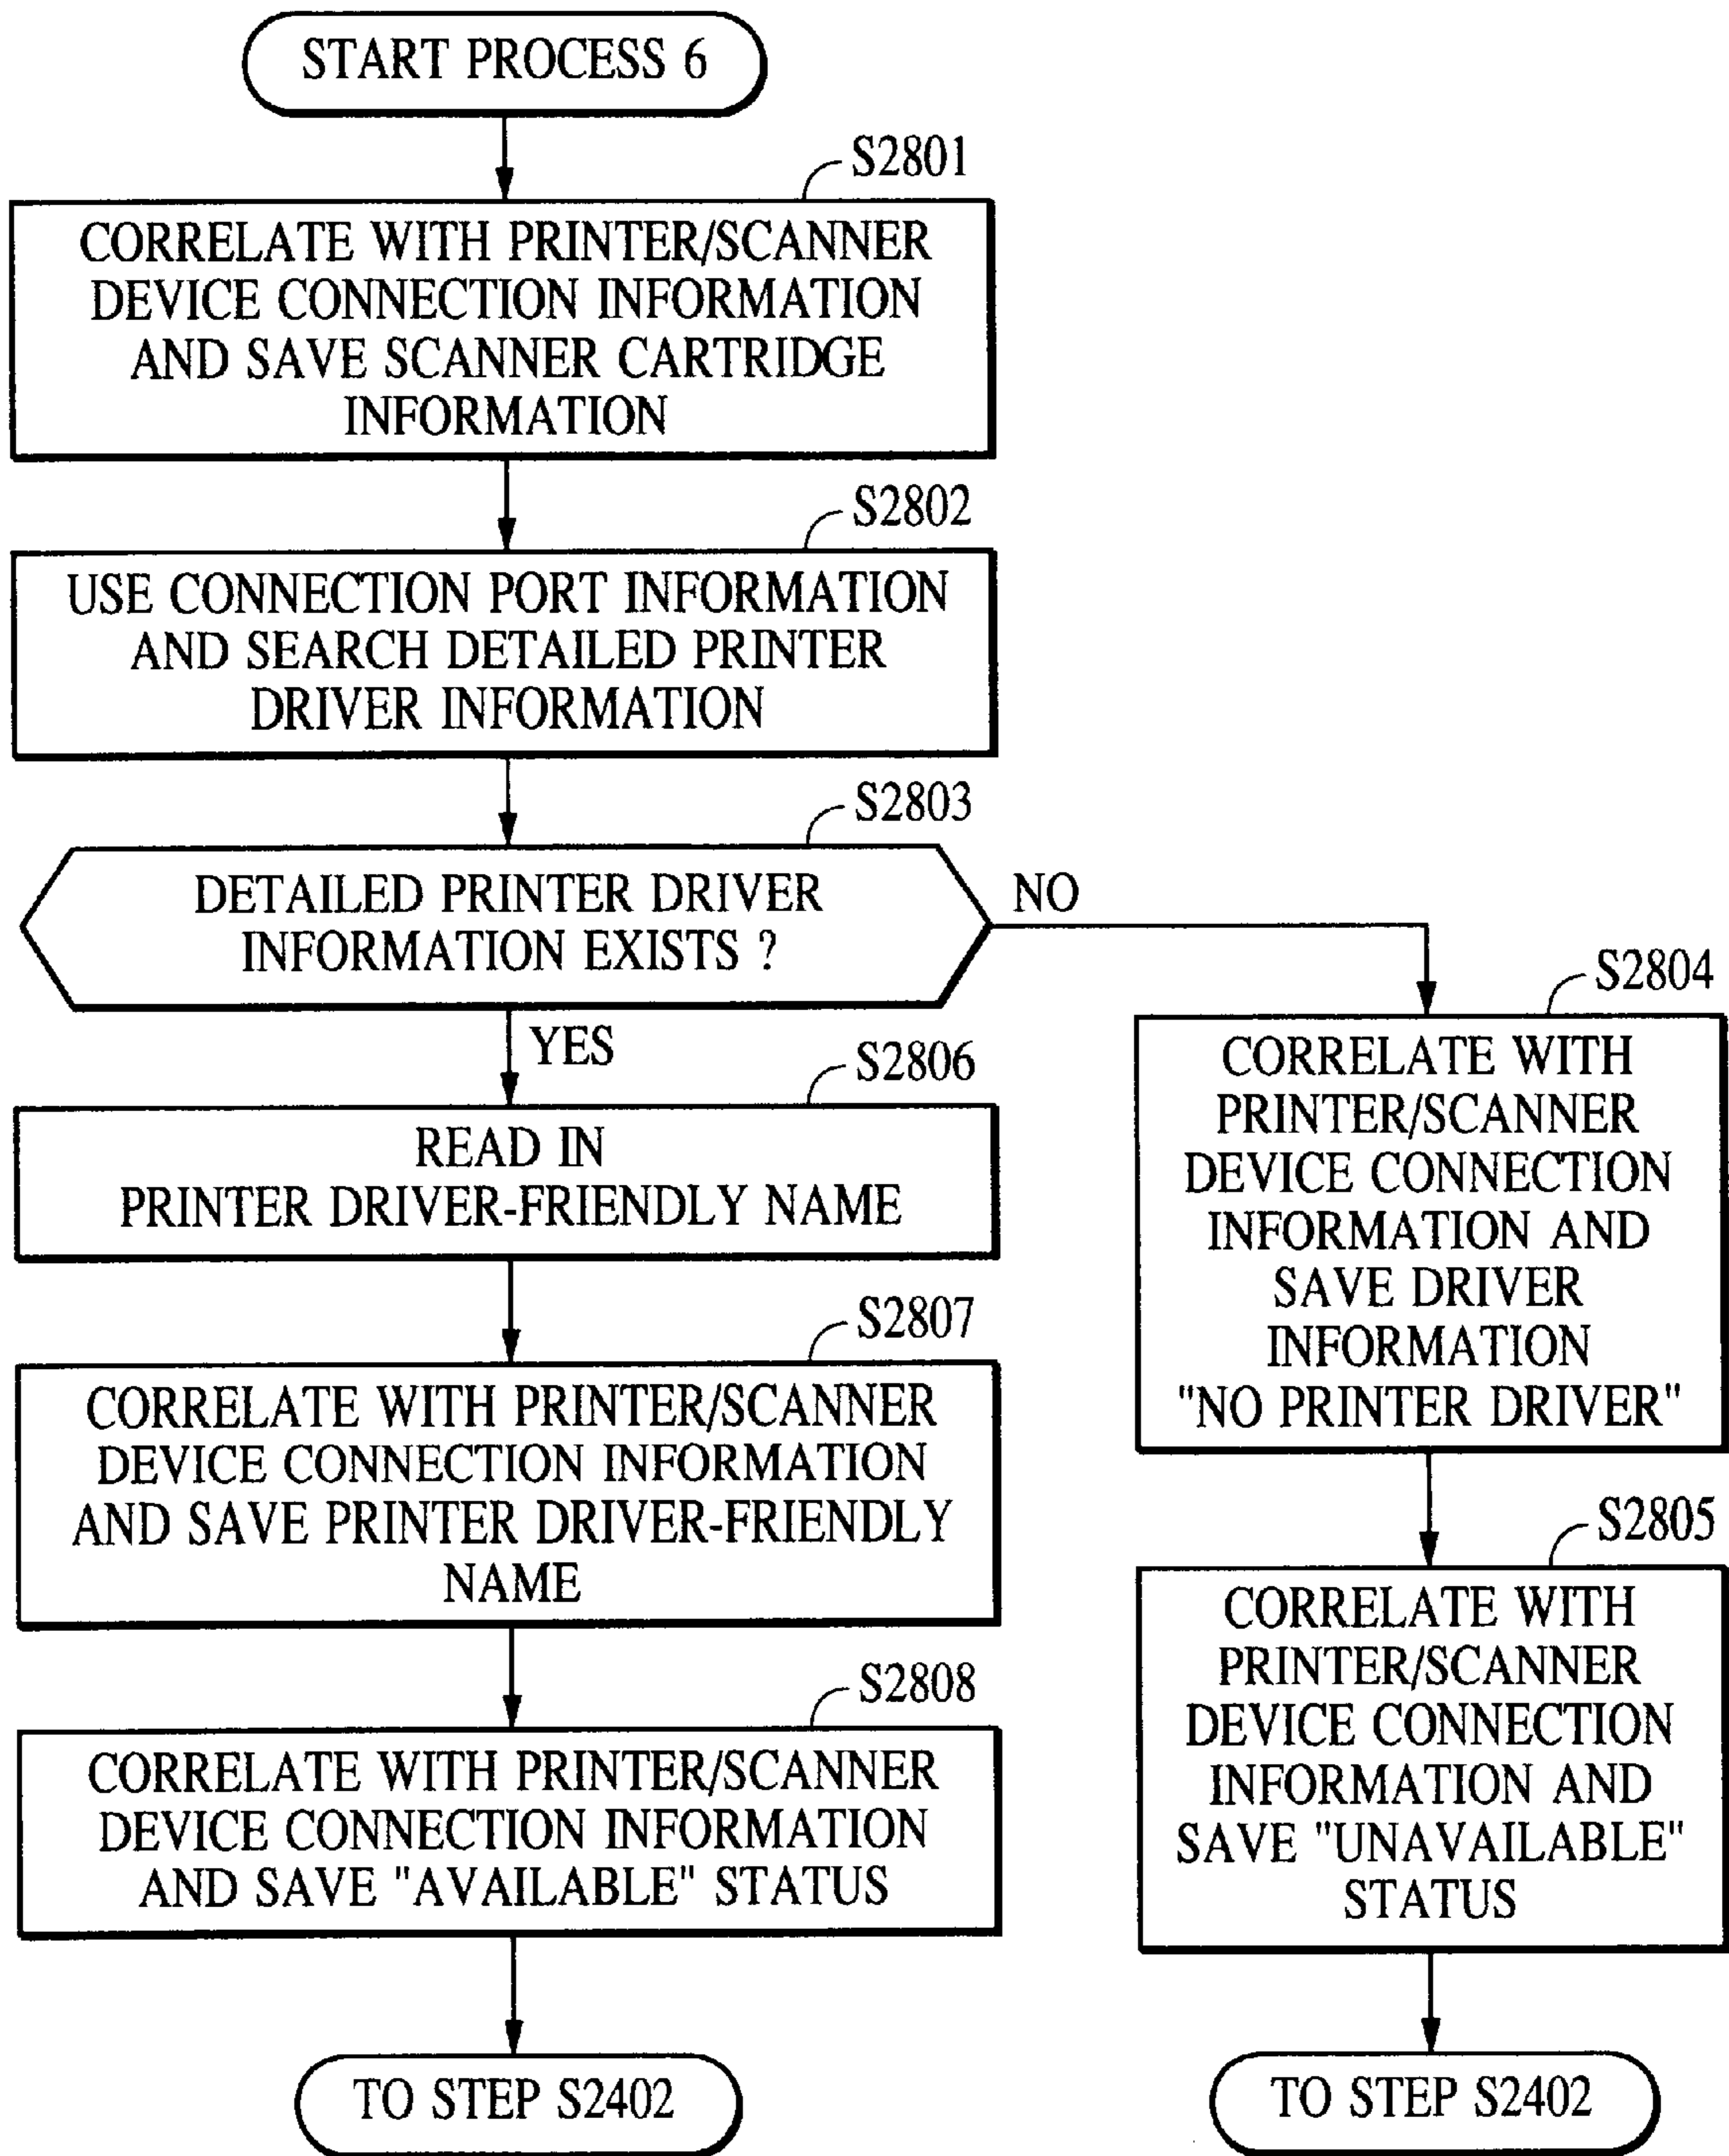 START PROCESS 6
S2801
CORRELATE WITH PRINTER/SCANNER
DEVICE CONNECTION INFORMATION
AND SAVE SCANNER CARTRIDGE
INFORMATION
S2802
USE CONNECTION PORT INFORMATION
AND SEARCH DETAILED PRINTER
DRIVER INFORMATION
S2803
DETAILED PRINTER DRIVER
INFORMATION EXISTS ?
NO
YES
S2804
CORRELATE WITH
PRINTER/SCANNER
DEVICE CONNECTION
INFORMATION AND
SAVE DRIVER
INFORMATION
"NO PRINTER DRIVER"
S2805
CORRELATE WITH
PRINTER/SCANNER
DEVICE CONNECTION
INFORMATION AND
SAVE "UNAVAILABLE"
STATUS
TO STEP S2402
S2806
READ IN
PRINTER DRIVER-FRIENDLY NAME
S2807
CORRELATE WITH PRINTER/SCANNER
DEVICE CONNECTION INFORMATION
AND SAVE PRINTER DRIVER-FRIENDLY
NAME
S2808
CORRELATE WITH PRINTER/SCANNER
DEVICE CONNECTION INFORMATION
AND SAVE "AVAILABLE" STATUS
TO STEP S2402